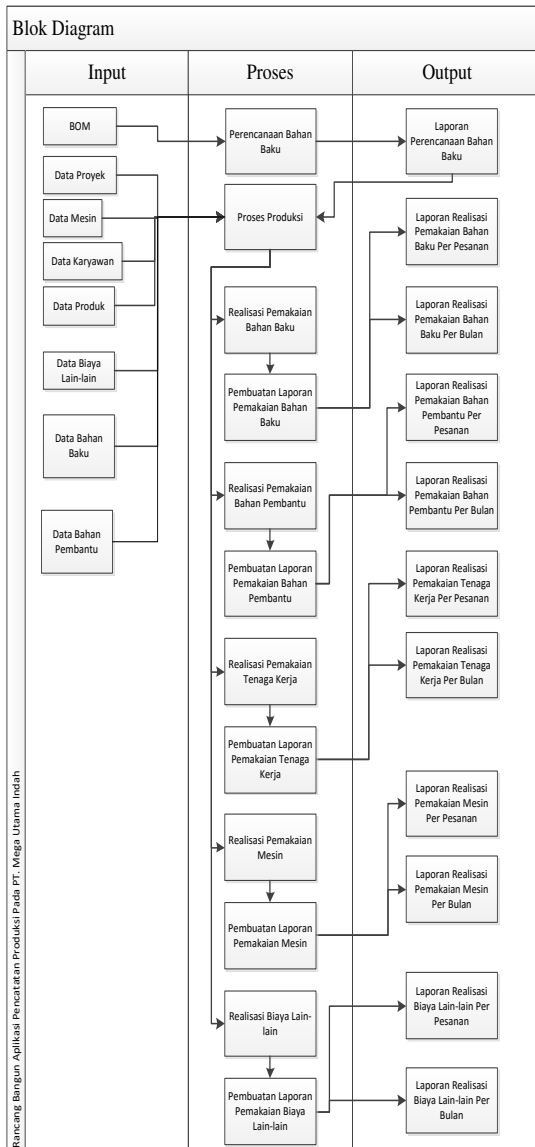 Blok Diagram
Input
Proses
Output
Rancang Bangun Aplikasi Pencatatan Produksi Pada PT. Mega Utama Indah
BOM
Data Proyek
Data Mesin
Data Karyawan
Data Produk
Data Biaya
Lain-lain
Data Bahan
Baku
Data Bahan
Pembantu
Perencanaan Bahan
Baku
Proses Produksi
Realisasi Pemakaian
Bahan Baku
Pembuatan Laporan
Pemakaian Bahan
Baku
Realisasi Pemakaian
Bahan Pembantu
Pembuatan Laporan
Pemakaian Bahan
Pembantu
Realisasi Pemakaian
Tenaga Kerja
Pembuatan Laporan
Pemakaian Tenaga
Kerja
Realisasi Pemakaian
Mesin
Pembuatan Laporan
Pemakaian Mesin
Realisasi Biaya Lain-
lain
Pembuatan Laporan
Pemakaian Biaya
Lain-lain
Laporan
Perencanaan Bahan
Baku
Laporan Realisasi
Pemakaian Bahan
Baku Per Pesanan
Laporan Realisasi
Pemakaian Bahan
Baku Per Bulan
Laporan Realisasi
Pemakaian Bahan
Pembantu Per
Pesanan
Laporan Realisasi
Pemakaian Bahan
Pembantu Per Bulan
Laporan Realisasi
Pemakaian Tenaga
Kerja Per Pesanan
Laporan Realisasi
Pemakaian Tenaga
Kerja Per Bulan
Laporan Realisasi
Pemakaian Mesin
Per Pesanan
Laporan Realisasi
Pemakaian Mesin
Per Bulan
Laporan Realisasi
Biaya Lain-lain Per
Pesanan
Laporan Realisasi
Biaya Lain-lain Per
Bulan